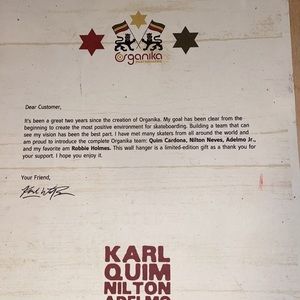 Organika
Dear Customer,
It's been a great two years since the creation of Organika. My goal has been clear from the
beginning to create the most positive environment for skateboarding. Building a team that can
see my vision has been the best part. I have met many skaters from all around the world and
am proud to introduce the complete Organika team: Quim Cardona, Nilton Neves, Adelmo Jr.,
and my favorite am Robbie Holmes. This wall hanger is a limited-edition gift as a thank you for
your support. I hope you enjoy it.
Your Friend,
KARL
QUIM
NILTON
ADELMO